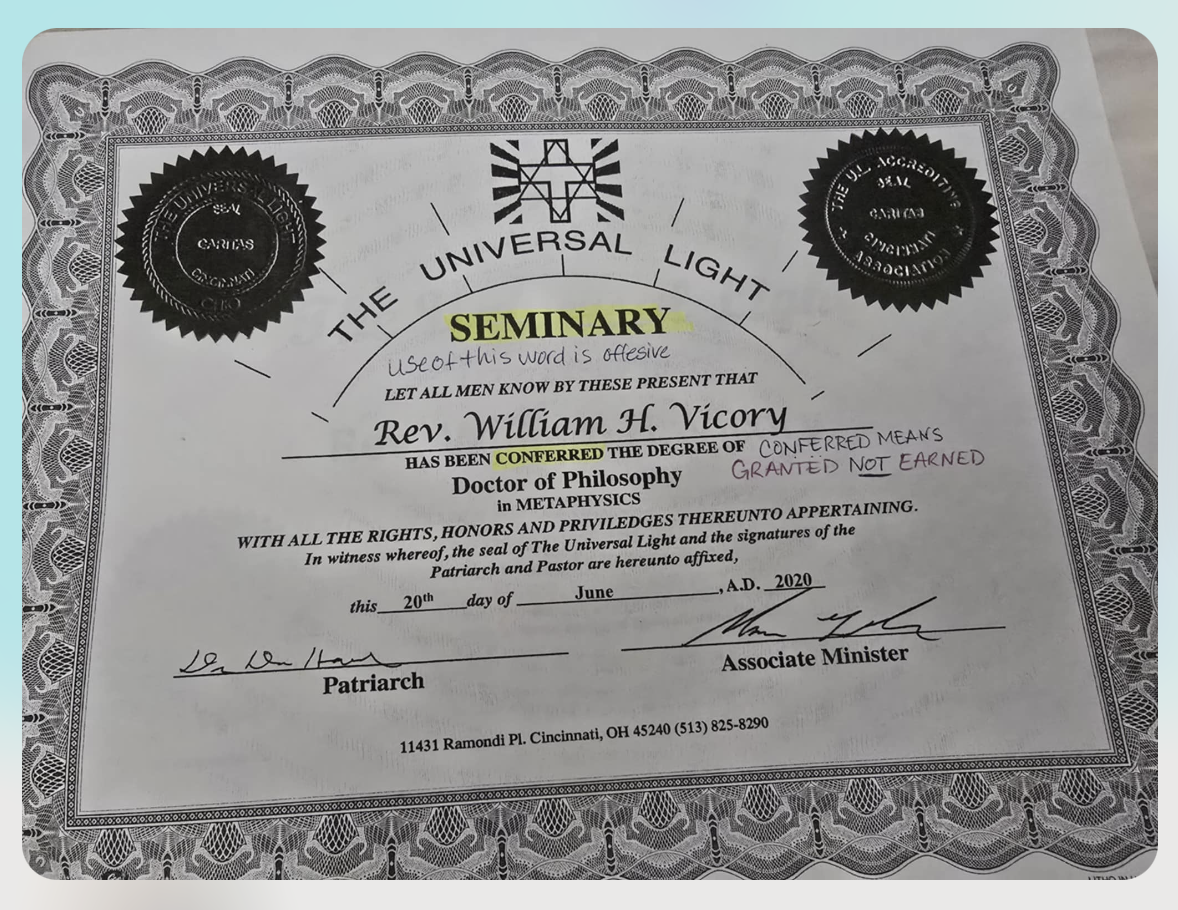 THE UNIVERSAL LIGHT
SEAL
CARITAS
CINCINNATI
OHIO
THE U.L. ACCREDITING
SEAL
CARITAS
CINCINNATI
ASSOCIATION
THE UNIVERSAL LIGHT
SEMINARY
use of this word is offesive
LET ALL MEN KNOW BY THESE PRESENT THAT
Rev. William H. Vicory
HAS BEEN CONFERRED THE DEGREE OF
CONFERRED MEANS
GRANTED NOT EARNED
Doctor of Philosophy
in METAPHYSICS
WITH ALL THE RIGHTS, HONORS AND PRIVILEDGES THEREUNTO APPERTAINING.
In witness whereof, the seal of The Universal Light and the signatures of the
Patriarch and Pastor are hereunto affixed,
this 20th day of June, A.D. 2020
Patriarch
Associate Minister
11431 Ramondi Pl. Cincinnati, OH 45240 (513) 825-8290